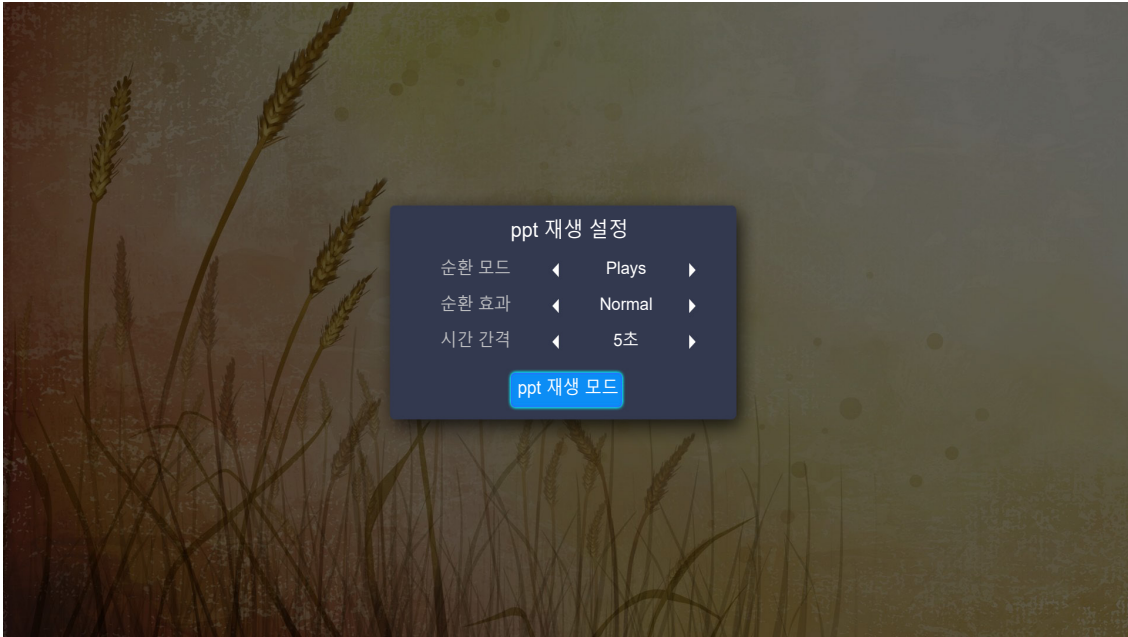 ppt 재생 설정
순환 모드 Plays
순환 효과 Normal
시간 간격 5초
ppt 재생 모드